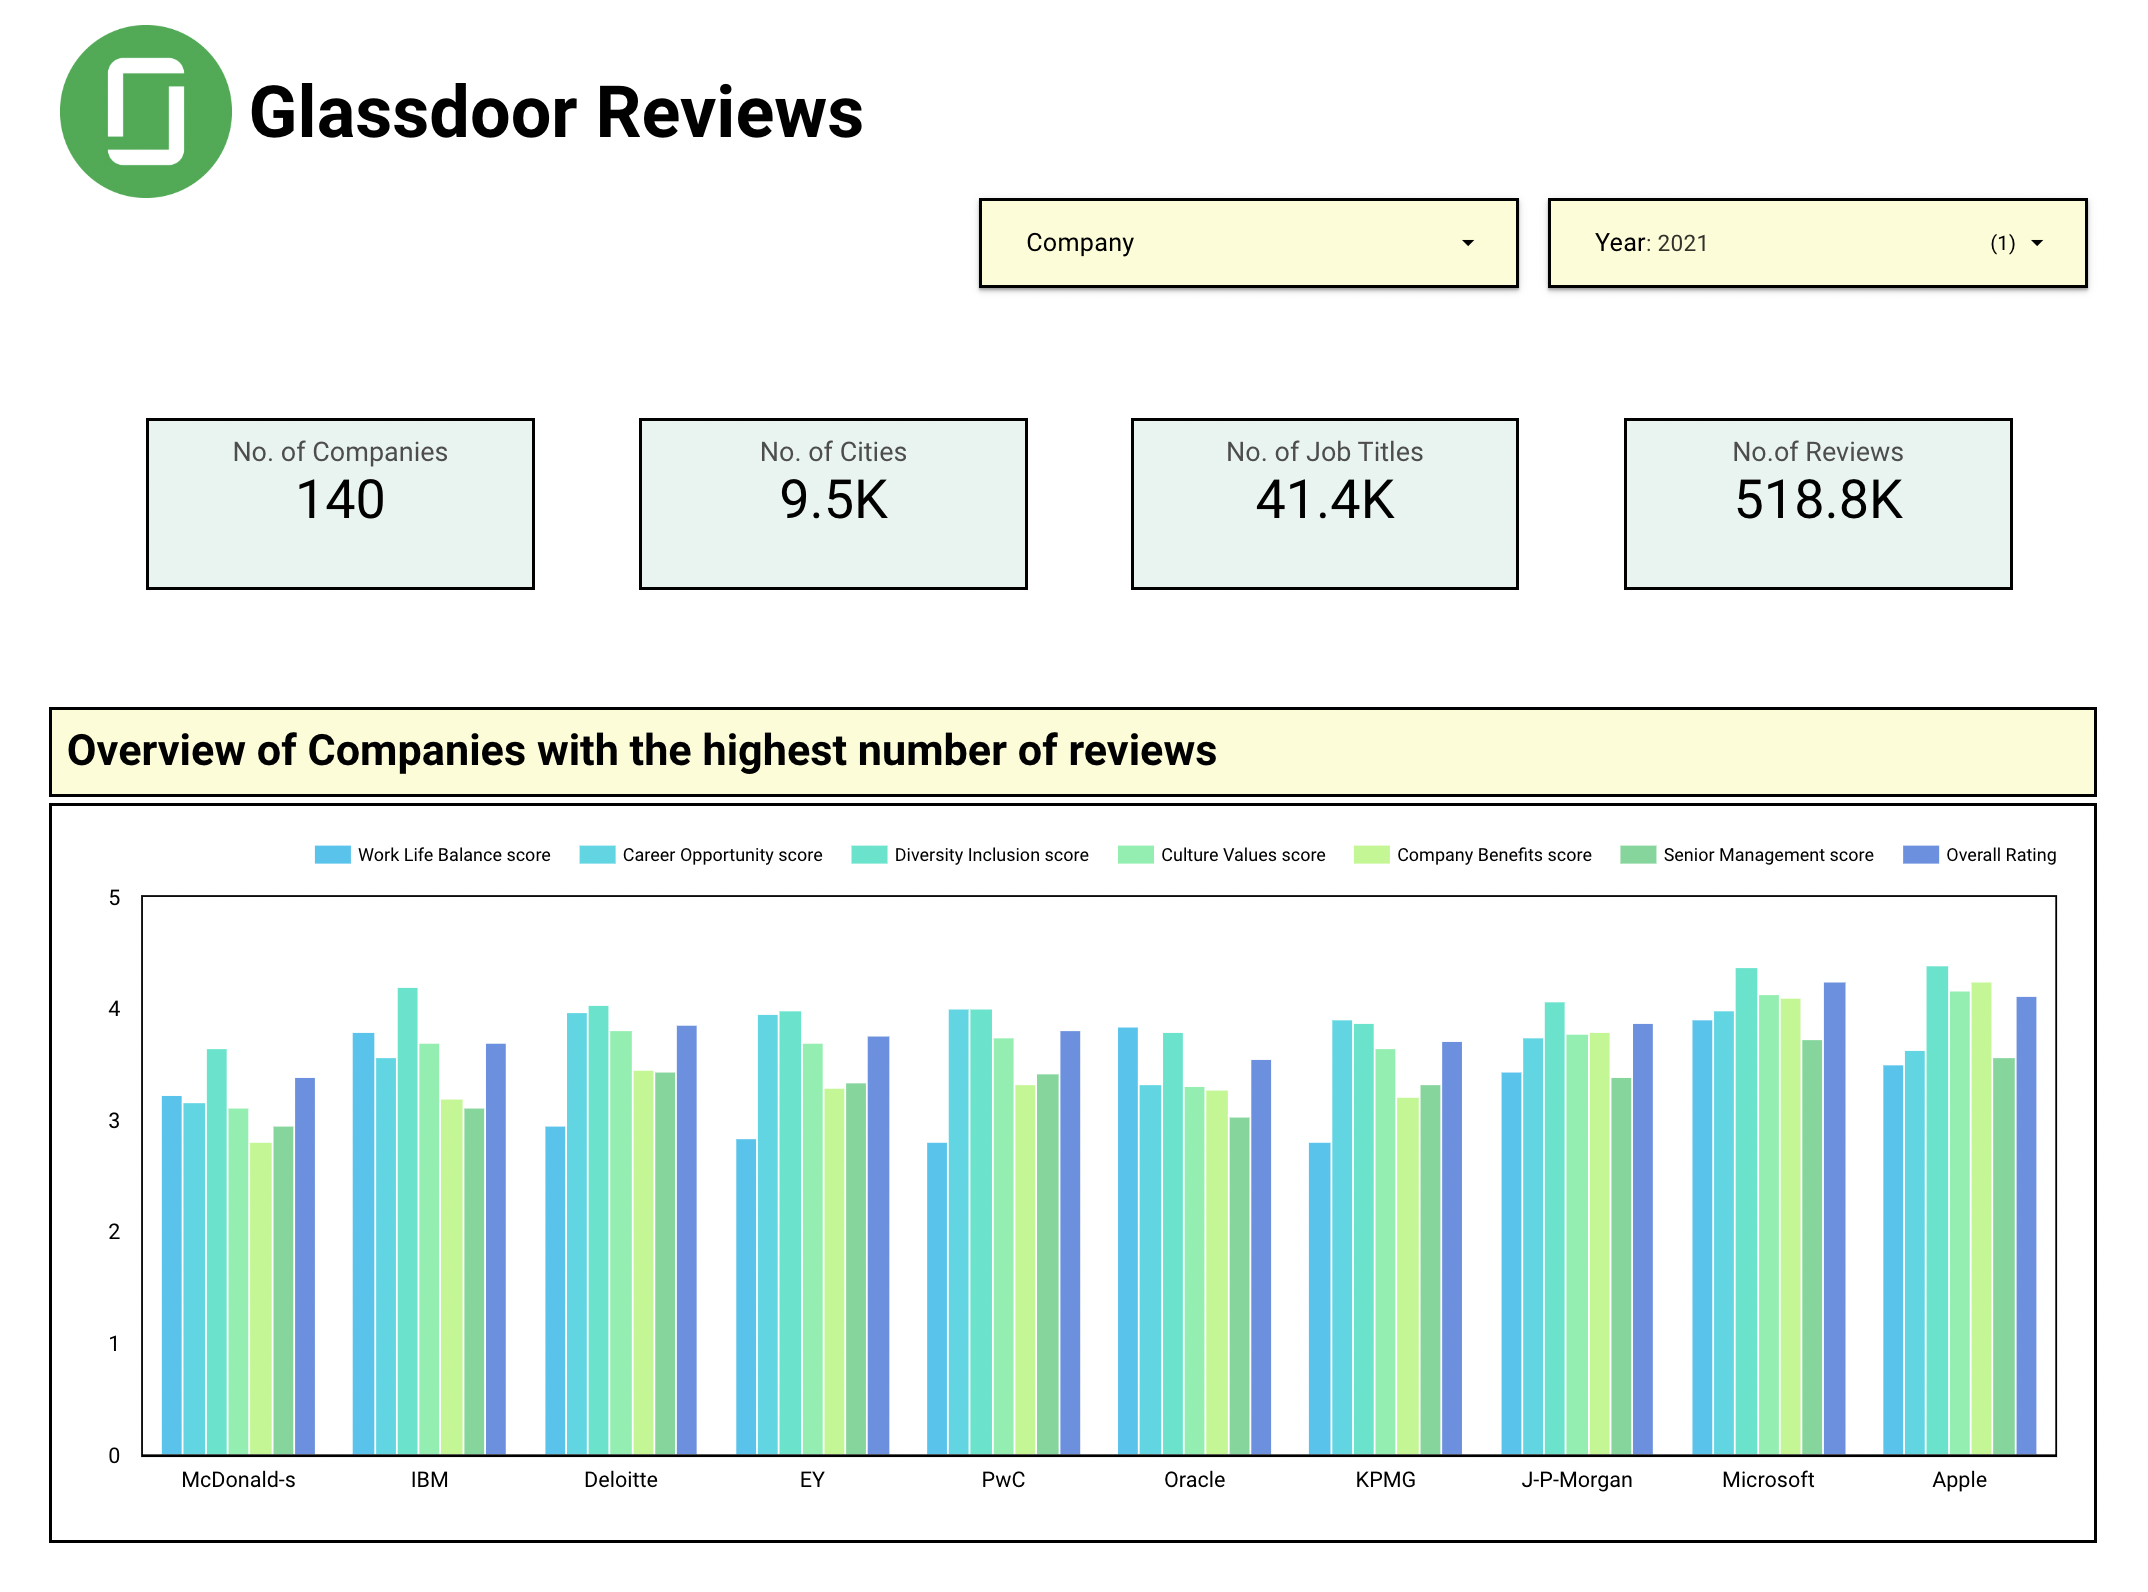 Glassdoor Reviews
Company
Year: 2021 (1)
No. of Companies
140
No. of Cities
9.5K
No. of Job Titles
41.4K
No.of Reviews
518.8K
Overview of Companies with the highest number of reviews
Work Life Balance score Career Opportunity score Diversity Inclusion score Culture Values score Company Benefits score Senior Management score Overall Rating
5
4
3
2
1
0
McDonald-s IBM Deloitte EY PwC Oracle KPMG J-P-Morgan Microsoft Apple